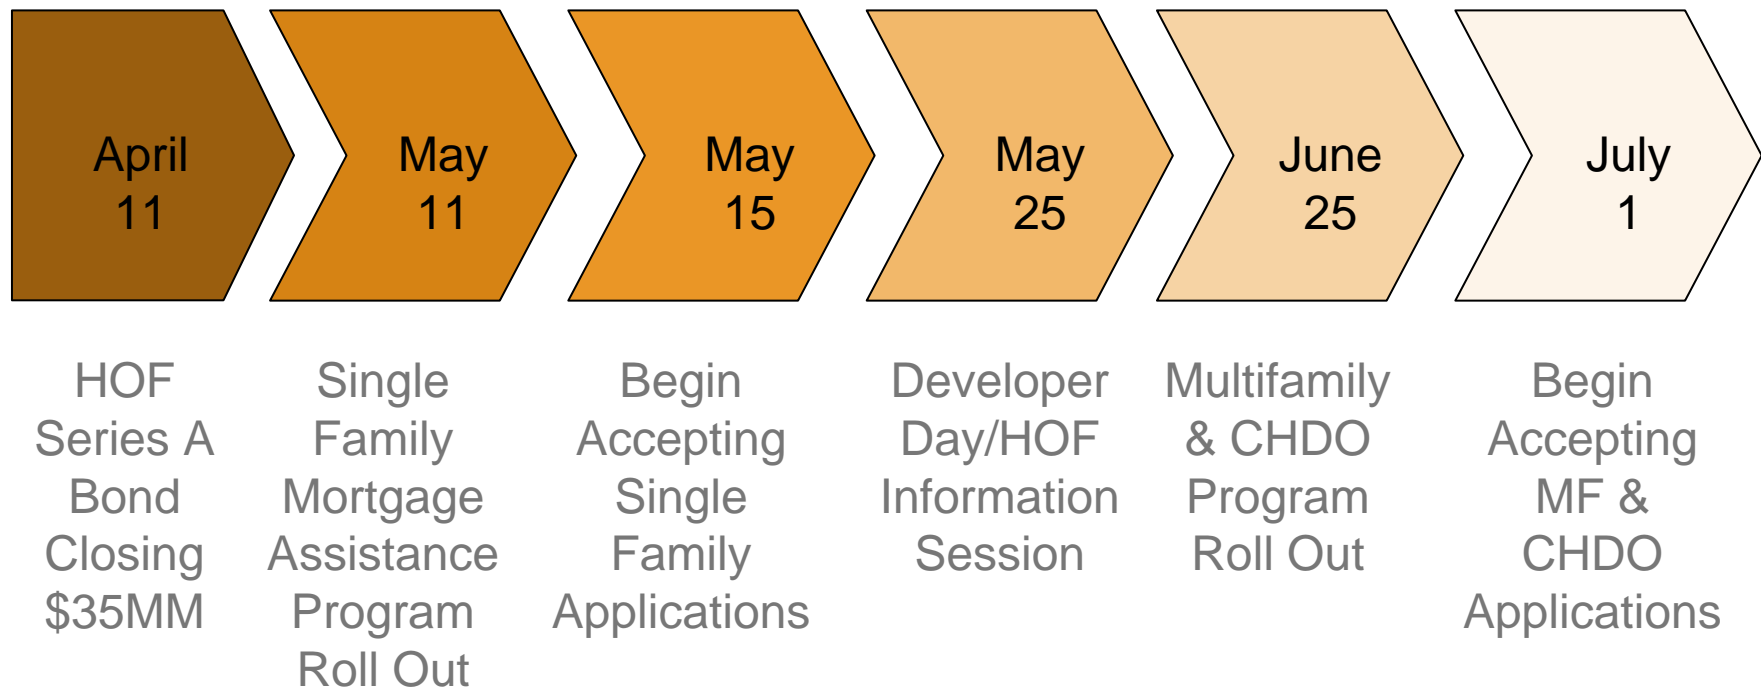 April
11
May
11
May
15
May
25
June
25
July
1
HOF
Series A
Bond
Closing
$35MM
Single
Family
Mortgage
Assistance
Program
Roll Out
Begin
Accepting
Single
Family
Applications
Developer
Day/HOF
Information
Session
Multifamily
& CHDO
Program
Roll Out
Begin
Accepting
MF &
CHDO
Applications